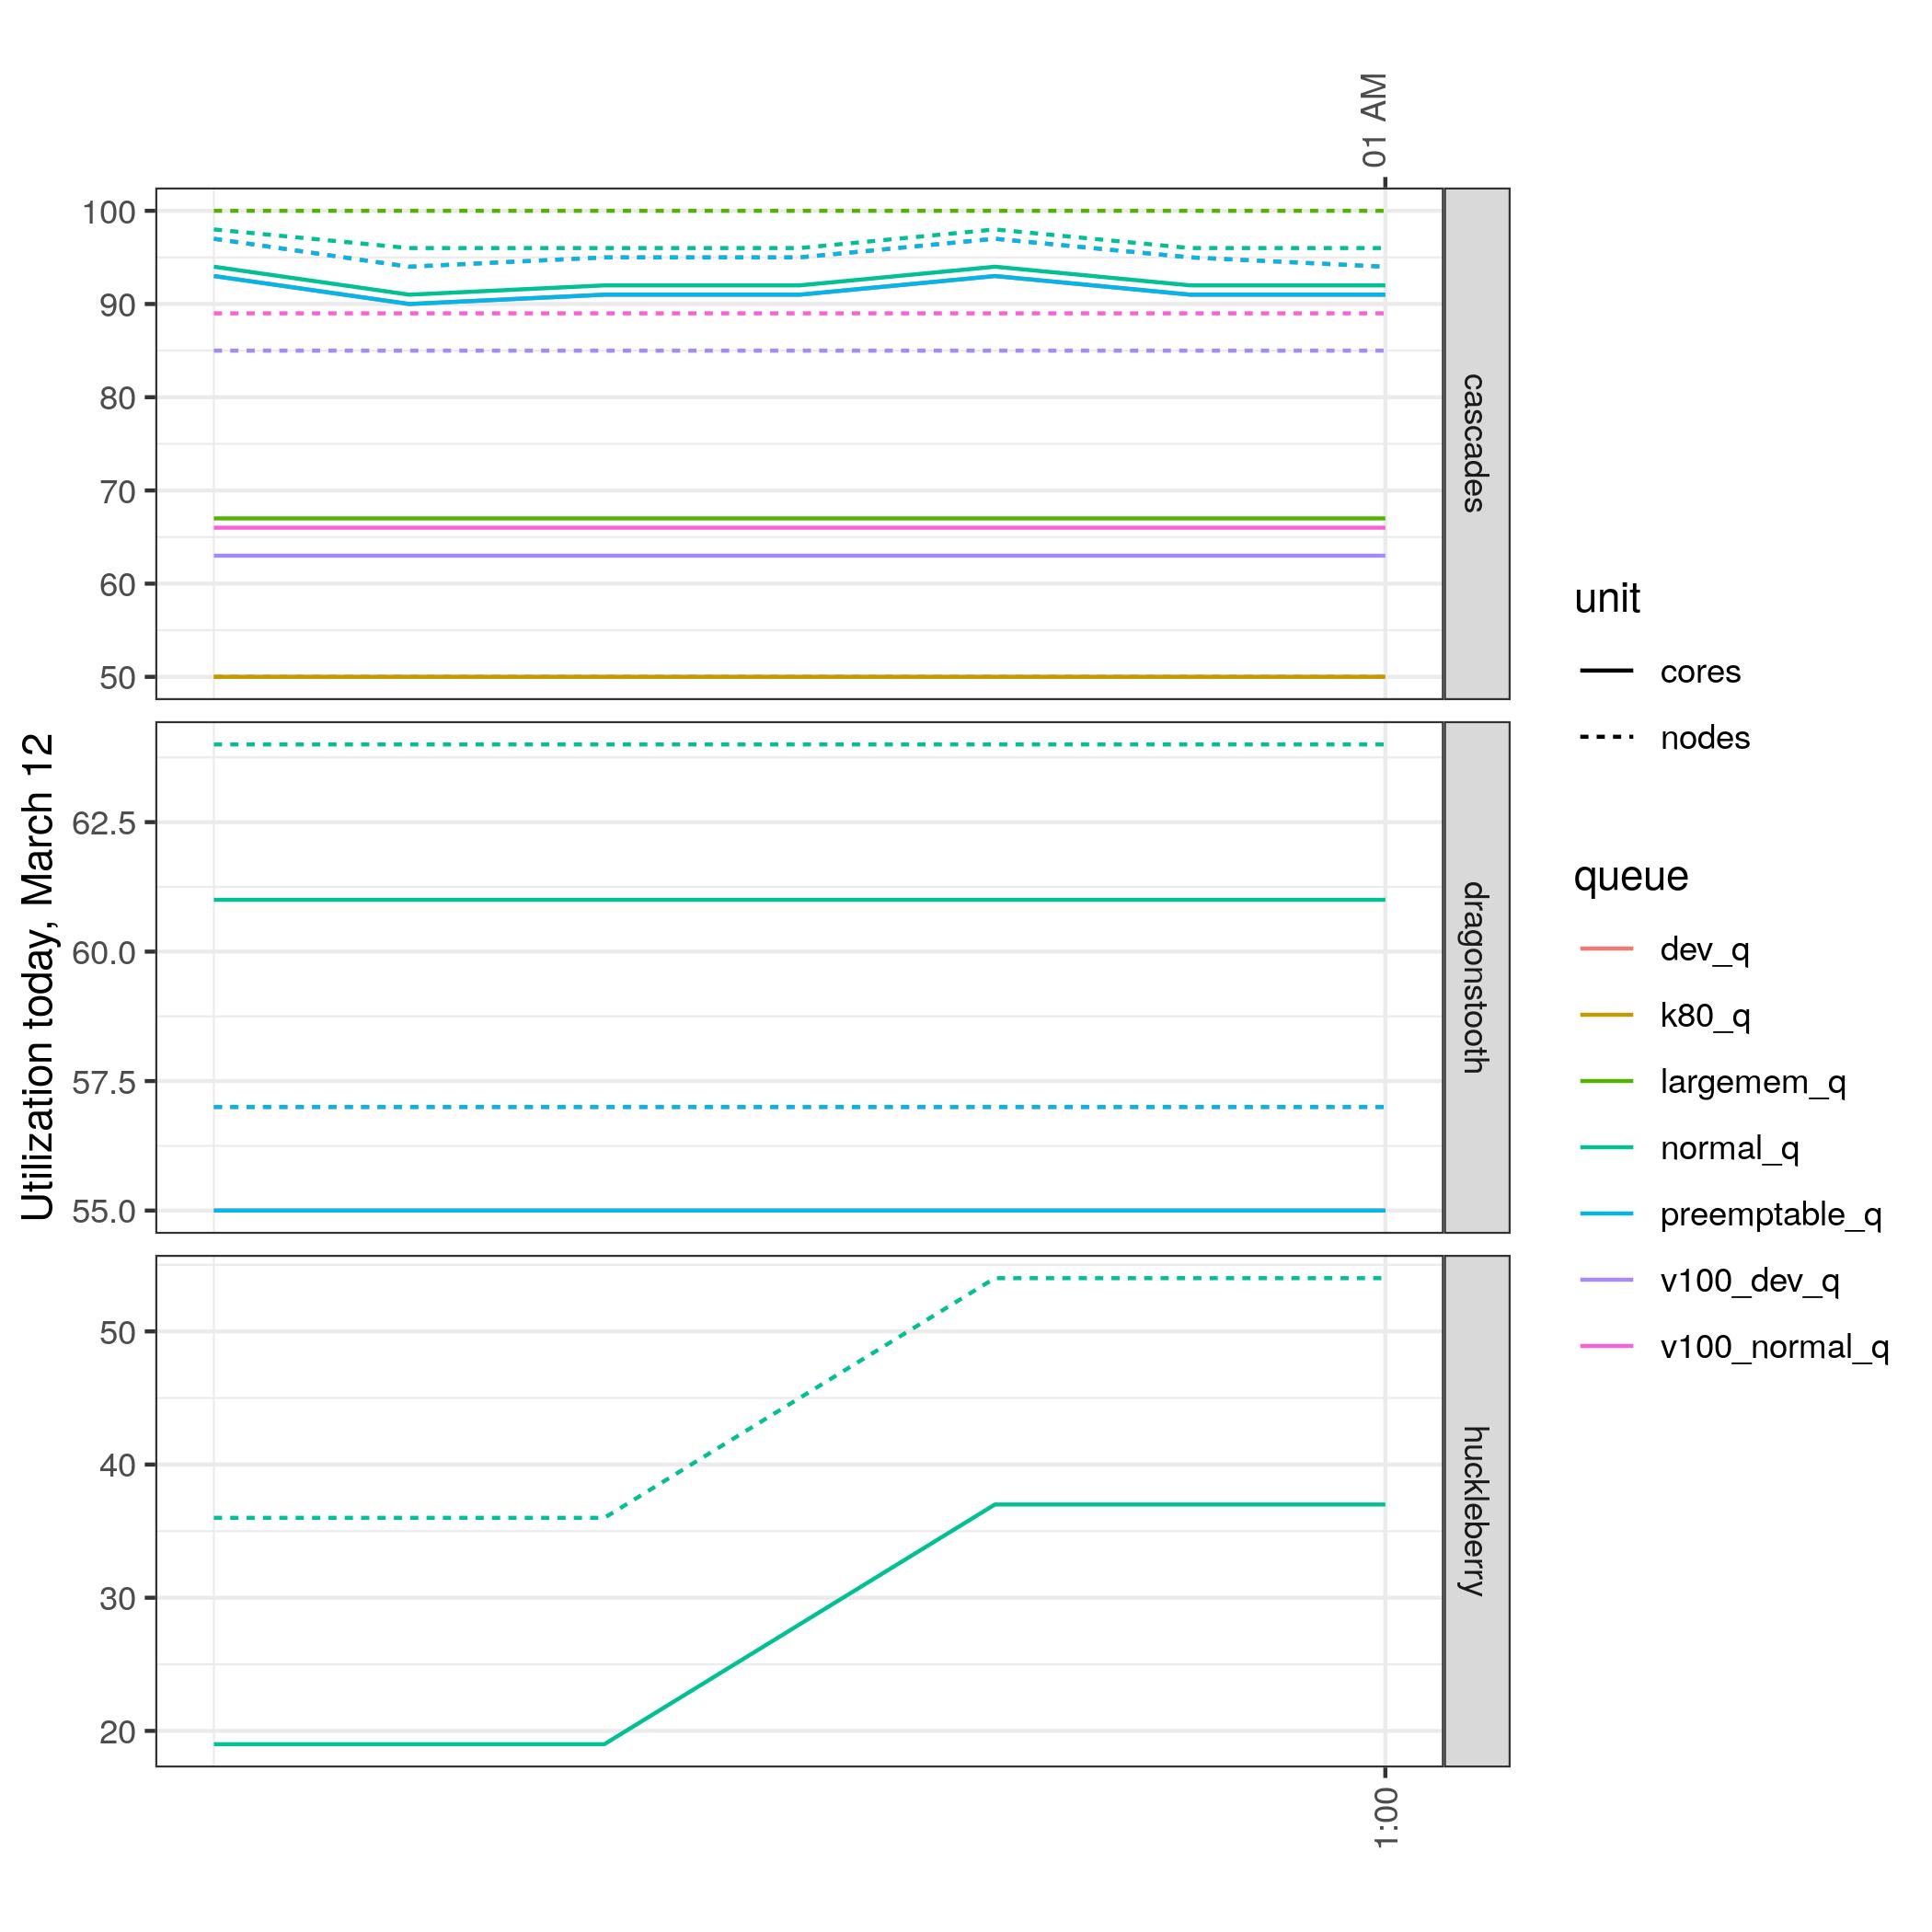 01 AM
Utilization today, March 12
100
90
80
70
60
50
cascades
62.5
60.0
57.5
55.0
dragonstooth
50
40
30
20
huckleberry
1:00
unit
cores
nodes
queue
dev_q
k80_q
largemem_q
normal_q
preemptable_q
v100_dev_q
v100_normal_q